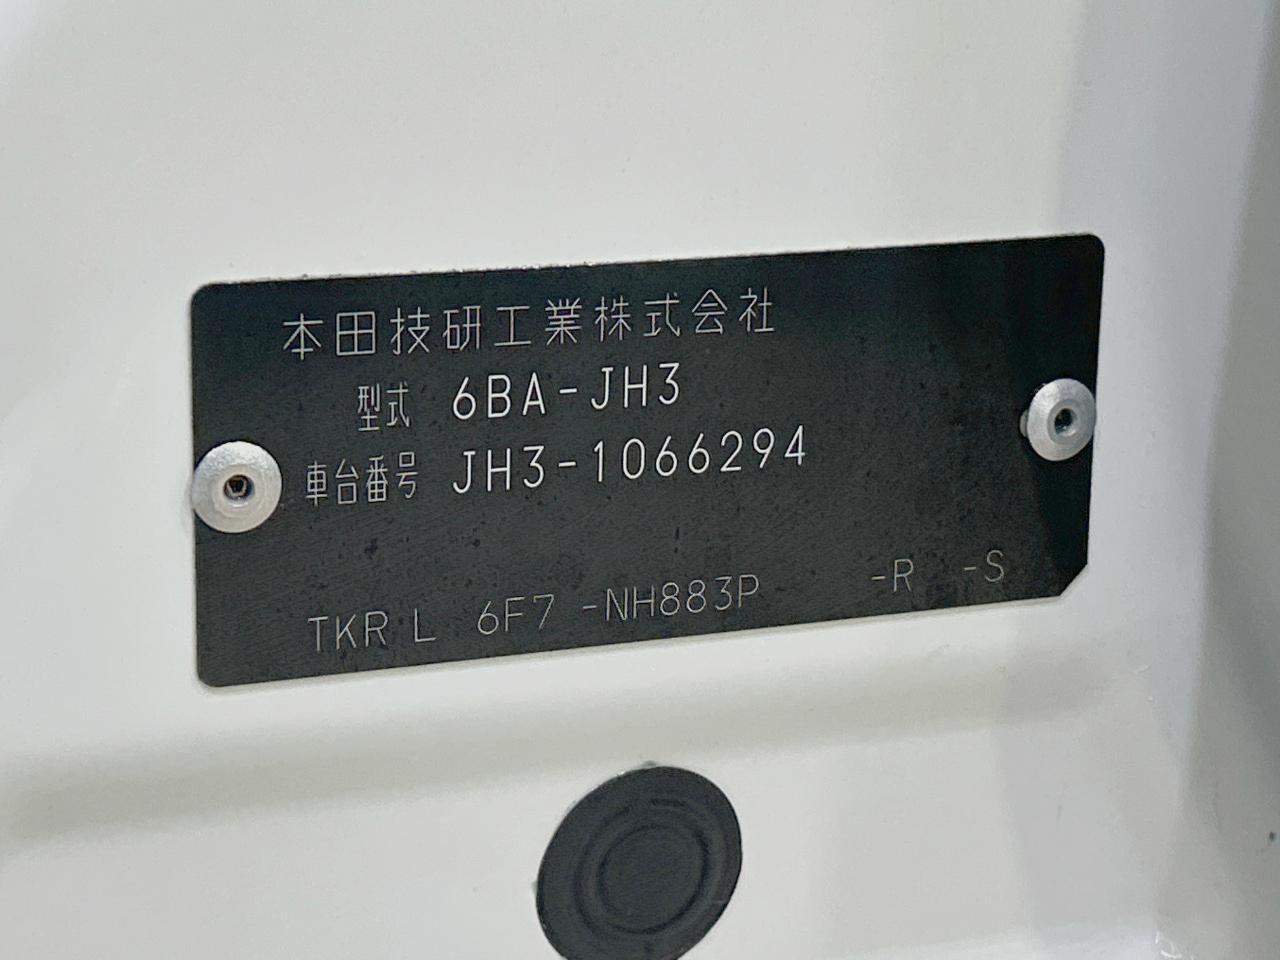 本田技研工業株式会社
型式 6BA-JH3
車台番号 JH3-1066294
TKR L 6F7 -NH883P -R -S